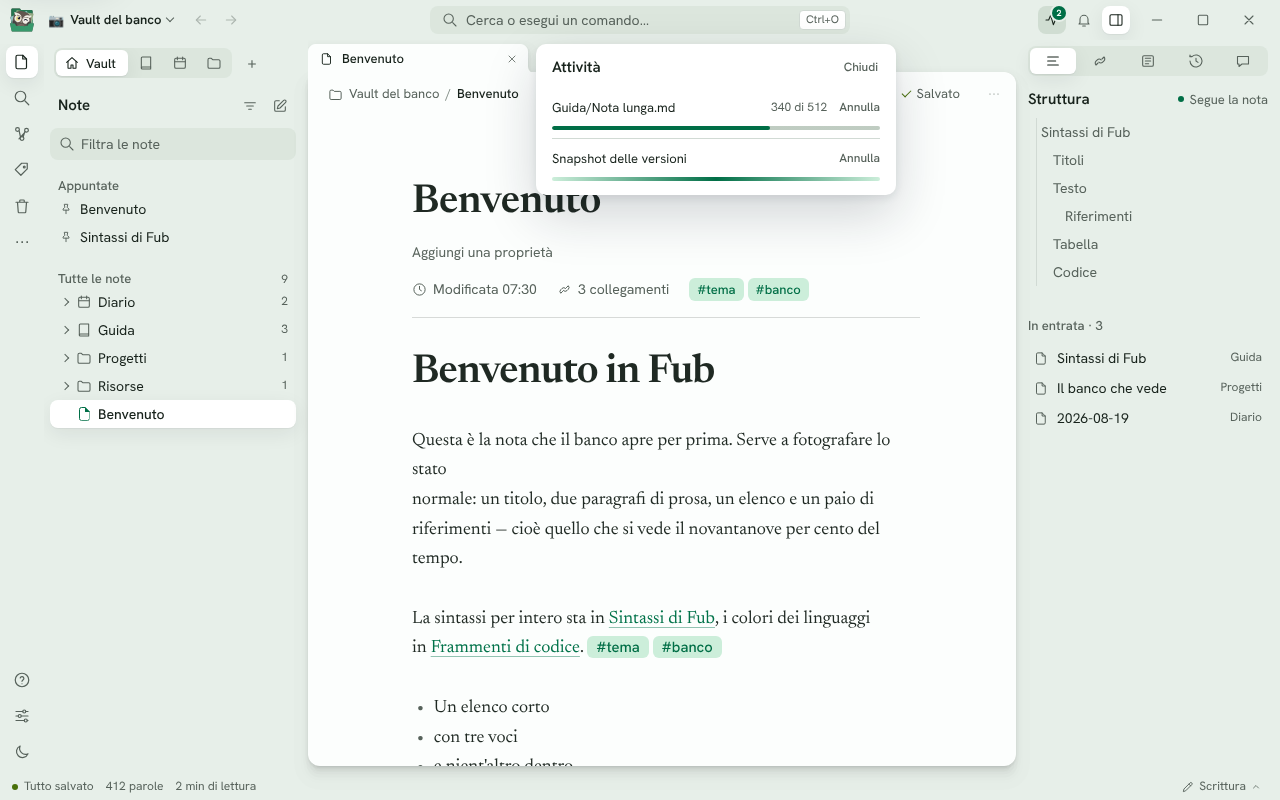 Vault del banco
Cerca o esegui un comando…
Ctrl+O
2
Vault
Note
Filtra le note
Appuntate
Benvenuto
Sintassi di Fub
Tutte le note 9
Diario 2
Guida 3
Progetti 1
Risorse 1
Benvenuto
Benvenuto
Vault del banco / Benvenuto
Salvato
Attività
Chiudi
Guida/Nota lunga.md 340 di 512 Annulla
Snapshot delle versioni Annulla
Benvenuto
Aggiungi una proprietà
Modificata 07:30 3 collegamenti #tema #banco
Benvenuto in Fub
Questa è la nota che il banco apre per prima. Serve a fotografare lo
stato
normale: un titolo, due paragrafi di prosa, un elenco e un paio di
riferimenti — cioè quello che si vede il novantanove per cento del
tempo.
La sintassi per intero sta in Sintassi di Fub, i colori dei linguaggi
in Frammenti di codice. #tema #banco
• Un elenco corto
• con tre voci
• e nient'altro dentro
Struttura
Segue la nota
Sintassi di Fub
Titoli
Testo
Riferimenti
Tabella
Codice
In entrata · 3
Sintassi di Fub Guida
Il banco che vede Progetti
2026-08-19 Diario
Tutto salvato 412 parole 2 min di lettura
Scrittura